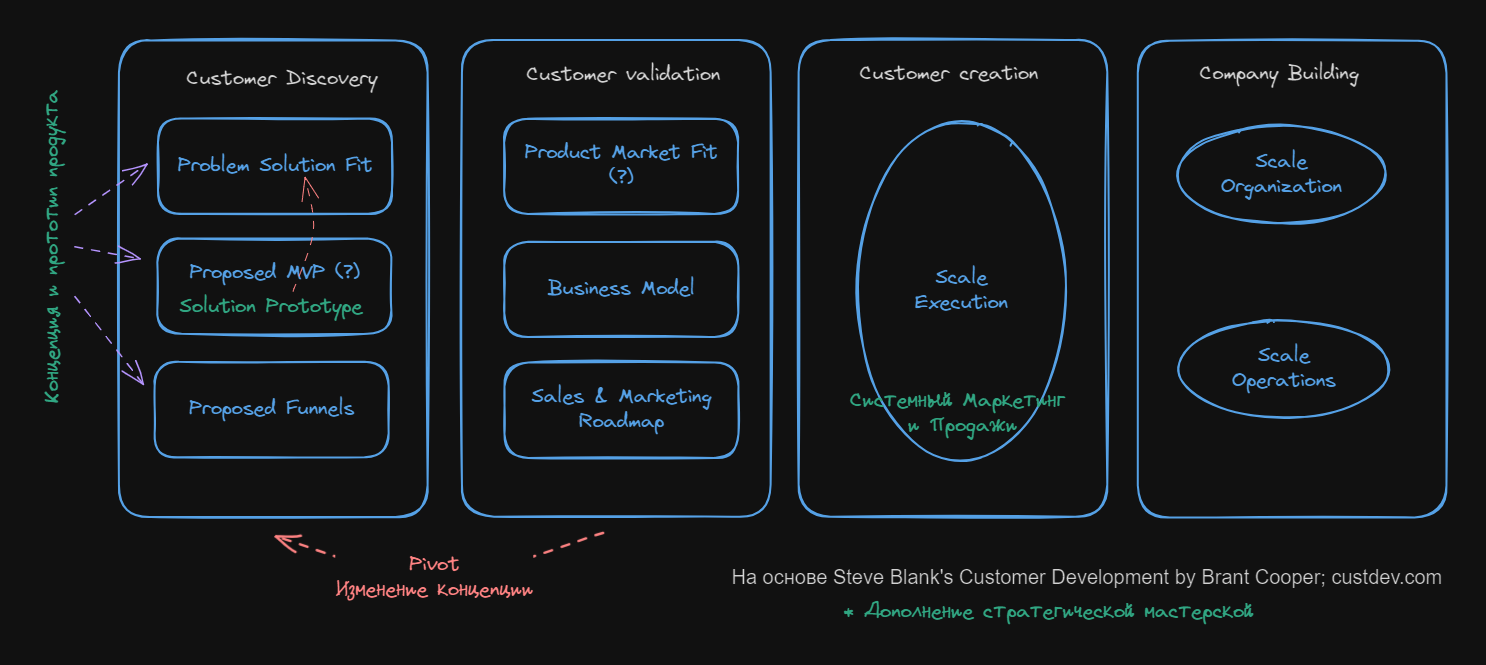 Концепция и прототип продукта
Customer Discovery
Problem Solution Fit
Proposed MVP (?)
Solution Prototype
Proposed Funnels
Customer validation
Product Market Fit
(?)
Business Model
Sales & Marketing
Roadmap
Customer creation
Scale
Execution
Системный Маркетинг
и Продажи
Company Building
Scale
Organization
Scale
Operations
Pivot
Изменение концепции
На основе Steve Blank's Customer Development by Brant Cooper; custdev.com
* Дополнение стратегической мастерской